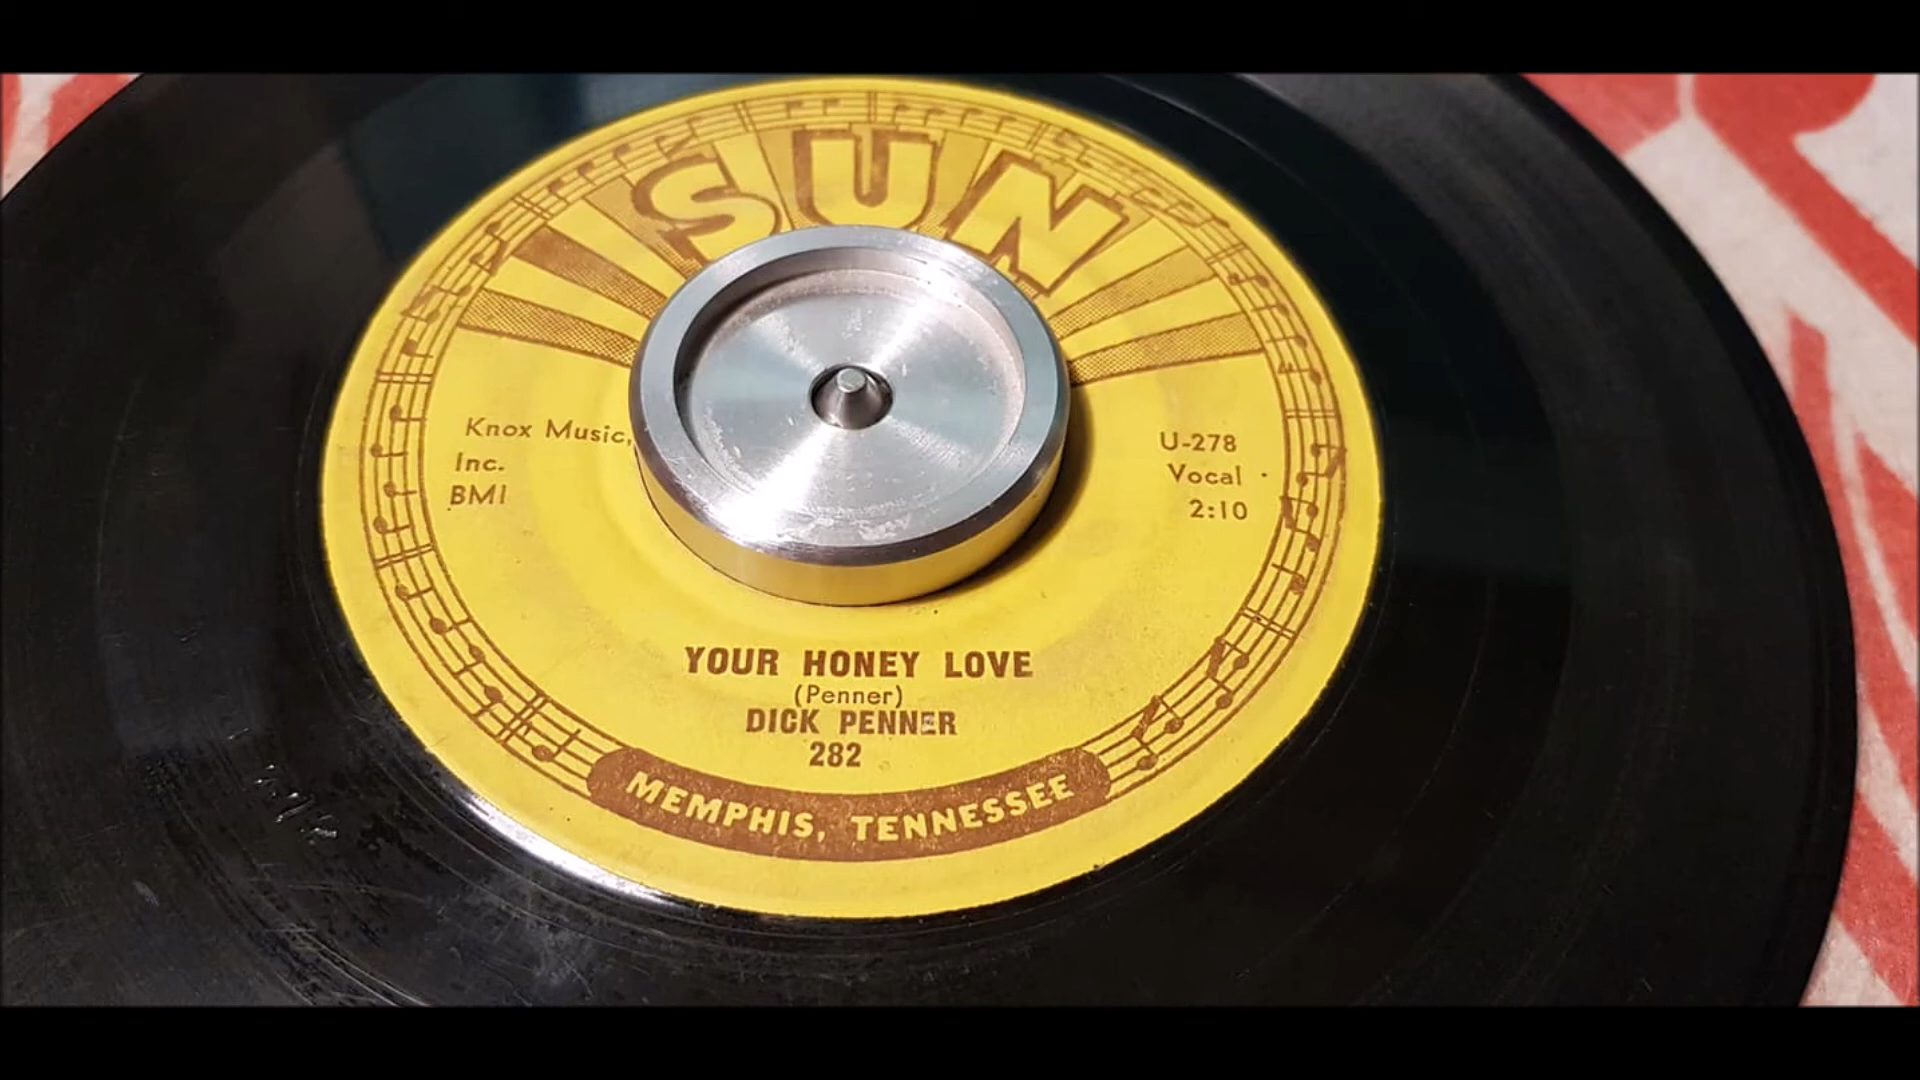 SUN
Knox Music,
Inc.
BMI
U-278
Vocal
2:10
YOUR HONEY LOVE
(Penner)
DICK PENNER
282
MEMPHIS, TENNESSEE